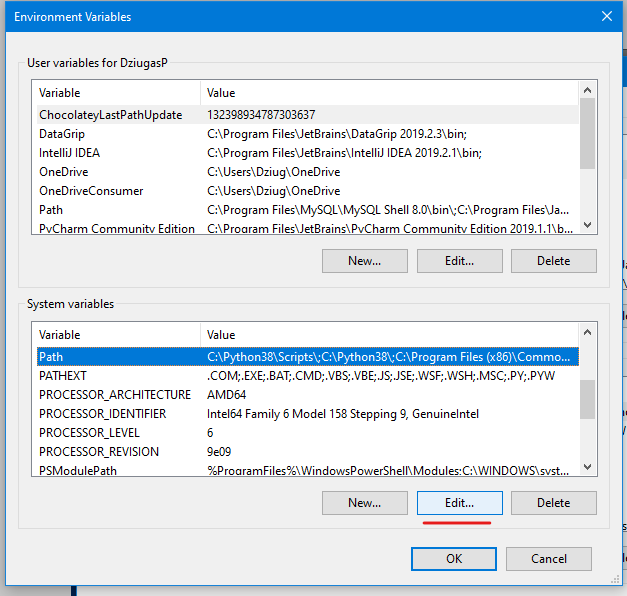 Environment Variables
User variables for DziugasP
Variable Value
ChocolateyLastPathUpdate 132398934787303637
DataGrip C:\Program Files\JetBrains\DataGrip 2019.2.3\bin;
IntelliJ IDEA C:\Program Files\JetBrains\IntelliJ IDEA 2019.2.1\bin;
OneDrive C:\Users\Dziug\OneDrive
OneDriveConsumer C:\Users\Dziug\OneDrive
Path C:\Program Files\MySQL\MySQL Shell 8.0\bin\;C:\Program Files\Ja...
PyCharm Community Edition C:\Program Files\JetBrains\PyCharm Community Edition 2019.1.1\b...
New... Edit... Delete
System variables
Variable Value
Path C:\Python38\Scripts\;C:\Python38\;C:\Program Files (x86)\Commo...
PATHEXT .COM;.EXE;.BAT;.CMD;.VBS;.VBE;.JS;.JSE;.WSF;.WSH;.MSC;.PY;.PYW
PROCESSOR_ARCHITECTURE AMD64
PROCESSOR_IDENTIFIER Intel64 Family 6 Model 158 Stepping 9, GenuineIntel
PROCESSOR_LEVEL 6
PROCESSOR_REVISION 9e09
PSModulePath %ProgramFiles%\WindowsPowerShell\Modules;C:\WINDOWS\syst...
New... Edit... Delete
OK Cancel